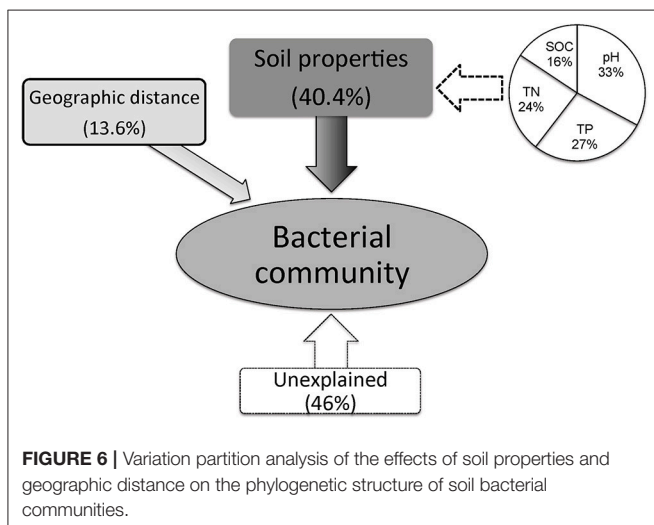 Soil properties
(40.4%)
Geographic distance
(13.6%)
SOC
16%
pH
33%
TN
24%
TP
27%
Bacterial
community
Unexplained
(46%)
FIGURE 6 | Variation partition analysis of the effects of soil properties and
geographic distance on the phylogenetic structure of soil bacterial
communities.